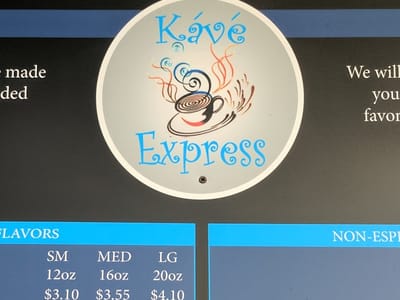 Kávé
made
We will
ded
you
favor
Express
FLAVORS
NON-ESP
SM MED LG
12oz 16oz 20oz
$3.10 $3.55 $4.10